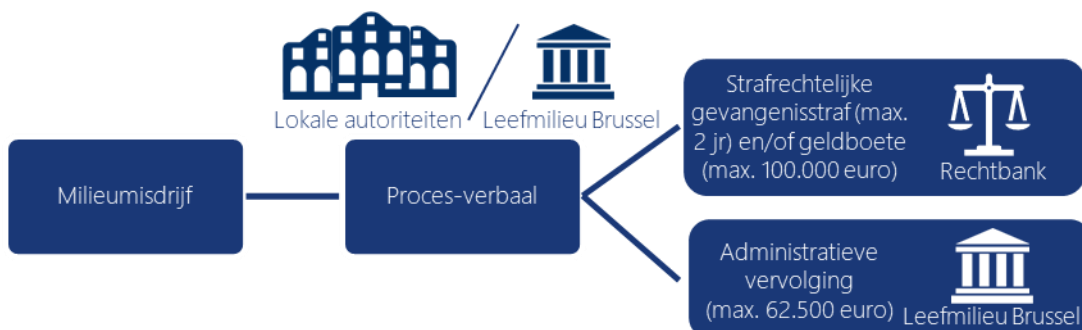 Lokale autoriteiten
Leefmilieu Brussel
Milieumisdrijf
Proces-verbaal
Strafrechtelijke
gevangenisstraf (max.
2 jr) en/of geldboete
(max. 100.000 euro)
Rechtbank
Administratieve
vervolging
(max. 62.500 euro)
Leefmilieu Brussel